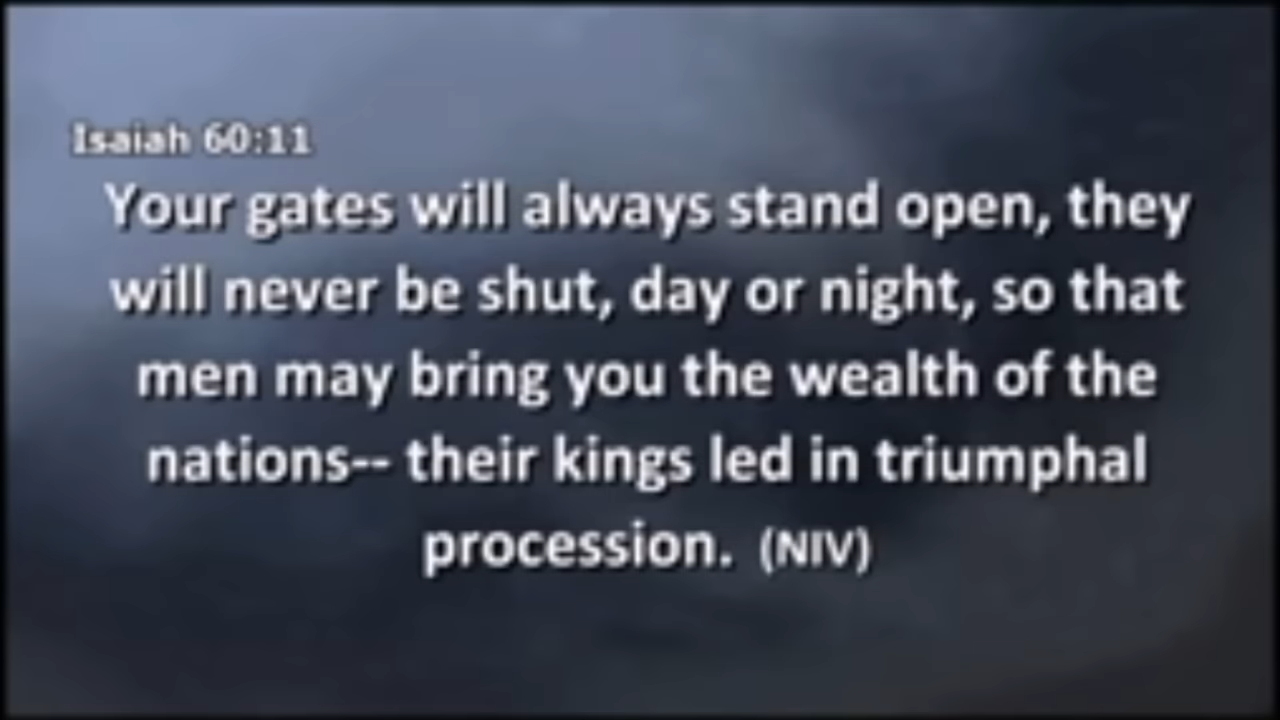 Isaiah 60:11
Your gates will always stand open, they
will never be shut, day or night, so that
men may bring you the wealth of the
nations-- their kings led in triumphal
procession. (NIV)